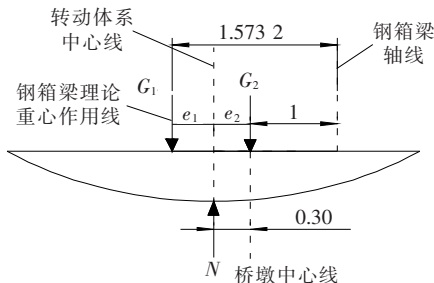 转动体系
中心线
1.573 2
钢箱梁
轴线
G₁
G₂
钢箱梁理论
重心作用线
e₁
e₂
1
0.30
N
桥墩中心线